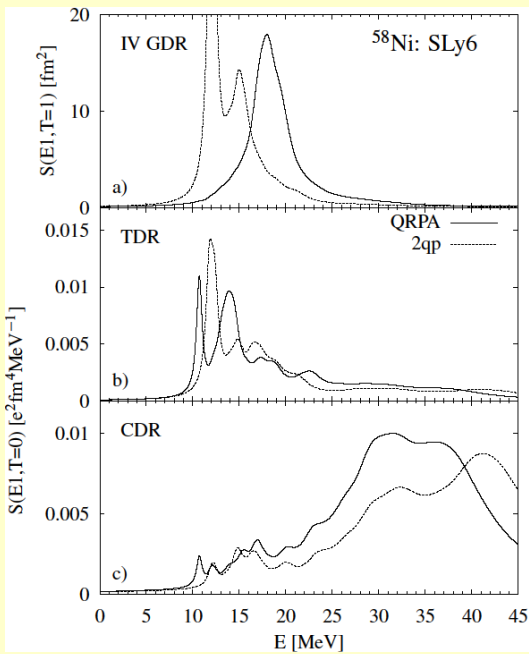 IV GDR
⁵⁸Ni: SLy6
S(E1,T=1) [fm²]
20
10
0
a)
TDR
QRPA
2qp
0.015
0.01
0.005
0
b)
S(E1,T=0) [e²fm⁴MeV⁻¹]
CDR
0.01
0.005
0
c)
0 5 10 15 20 25 30 35 40 45
E [MeV]